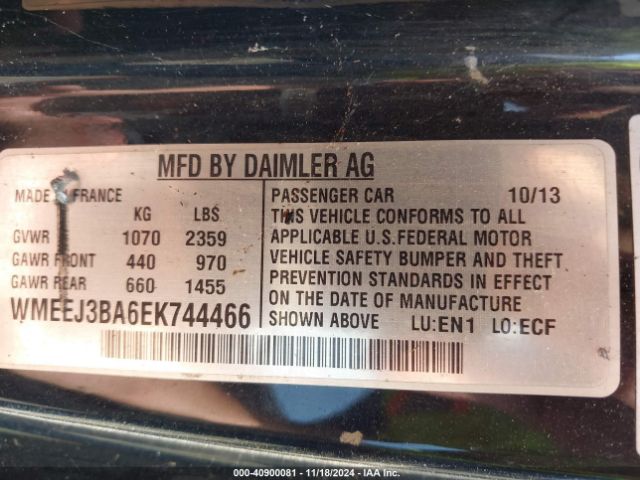 MFD BY DAIMLER AG
MADE IN FRANCE
KG LBS
GVWR 1070 2359
GAWR FRONT 440 970
GAWR REAR 660 1455
WMEEJ3BA6EK744466
PASSENGER CAR 10/13
THIS VEHICLE CONFORMS TO ALL
APPLICABLE U.S.FEDERAL MOTOR
VEHICLE SAFETY BUMPER AND THEFT
PREVENTION STANDARDS IN EFFECT
ON THE DATE OF MANUFACTURE
SHOWN ABOVE LU:EN1 LO:ECF
000-40900081 - 11/18/2024 - IAA Inc.